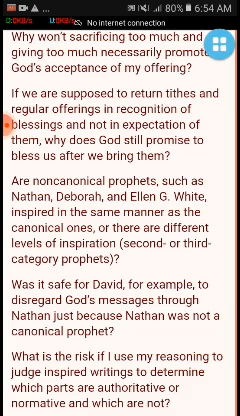 80% 6:54 AM
0.0KB/s No internet connection
Why won't sacrificing too much and
giving too much necessarily promote
God's acceptance of my offering?
If we are supposed to return tithes and
regular offerings in recognition of
blessings and not in expectation of
them, why does God still promise to
bless us after we bring them?
Are noncanonical prophets, such as
Nathan, Deborah, and Ellen G. White,
inspired in the same manner as the
canonical ones, or there are different
levels of inspiration (second- or third-
category prophets)?
Was it safe for David, for example, to
disregard God's messages through
Nathan just because Nathan was not a
canonical prophet?
What is the risk if I use my reasoning to
judge inspired writings to determine
which parts are authoritative or
normative and which are not?